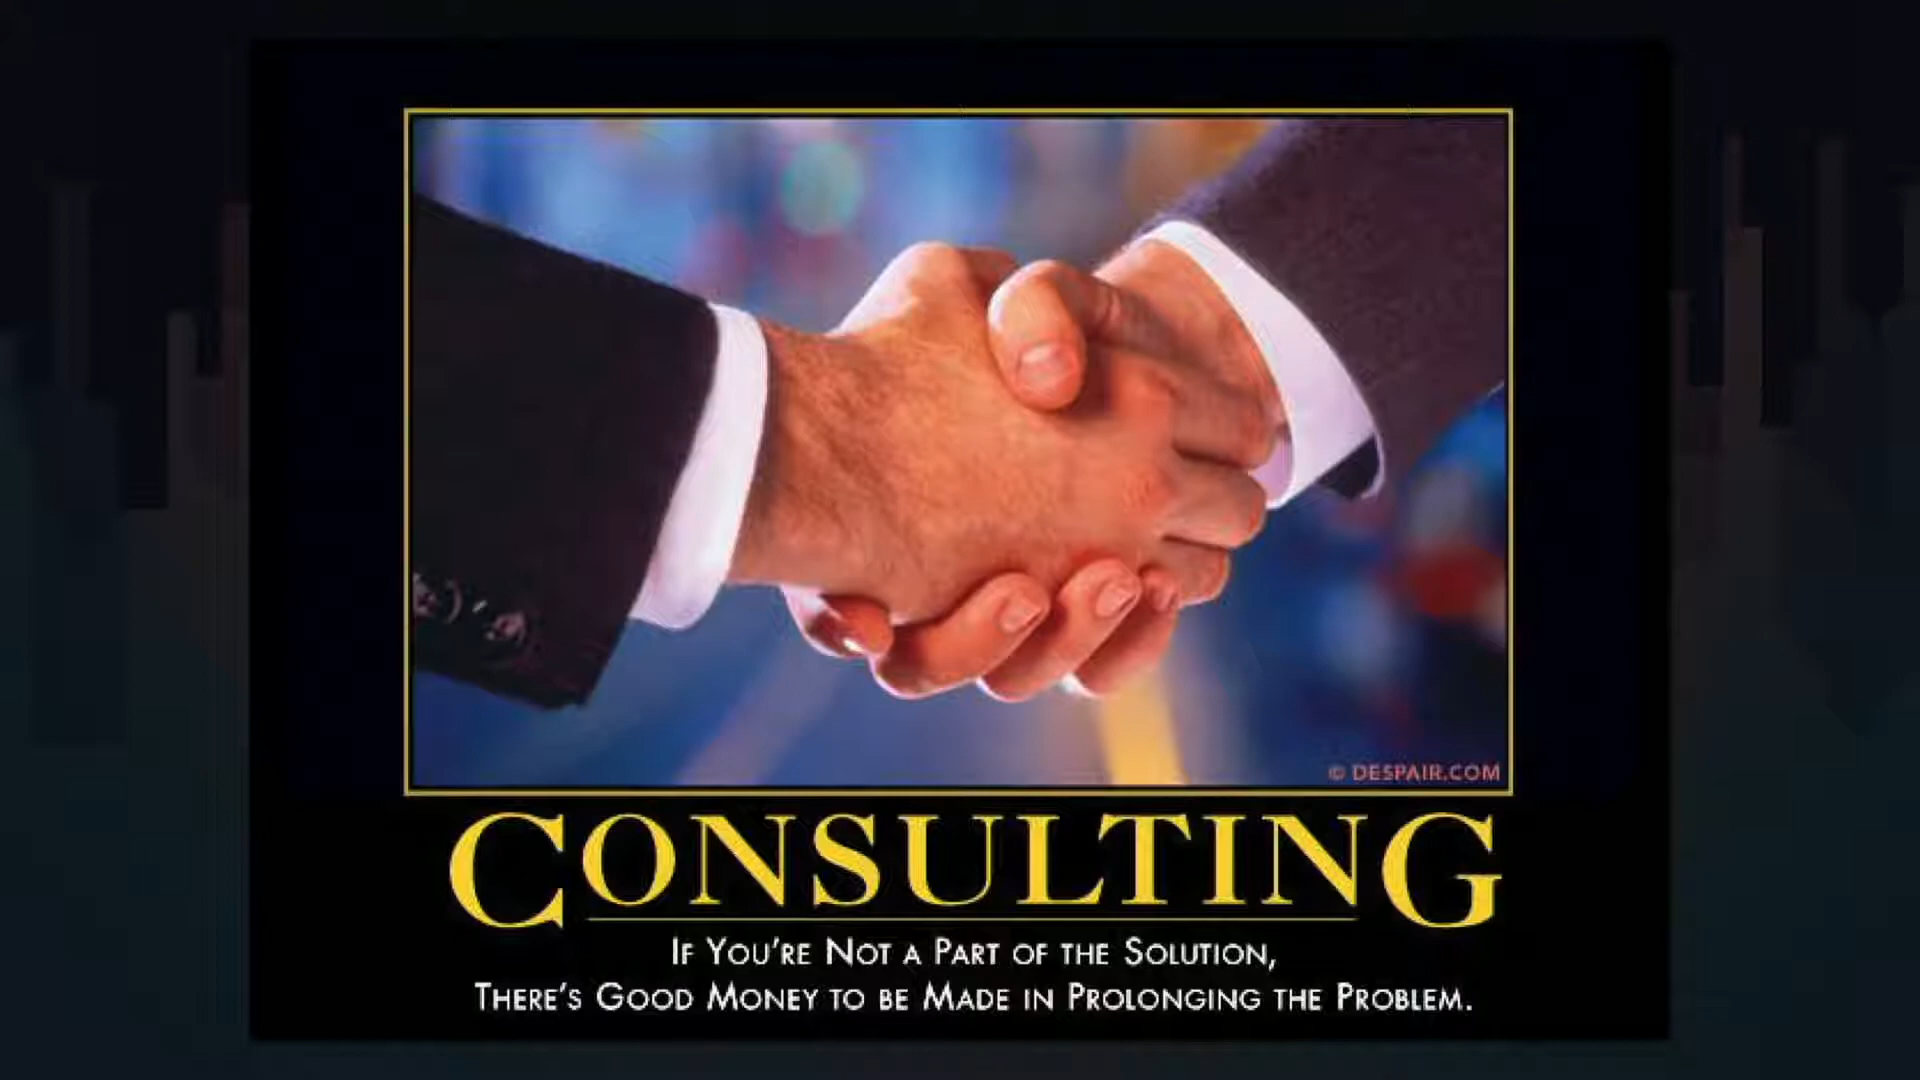 © DESPAIR.COM
CONSULTING
IF YOU'RE NOT A PART OF THE SOLUTION,
THERE'S GOOD MONEY TO BE MADE IN PROLONGING THE PROBLEM.